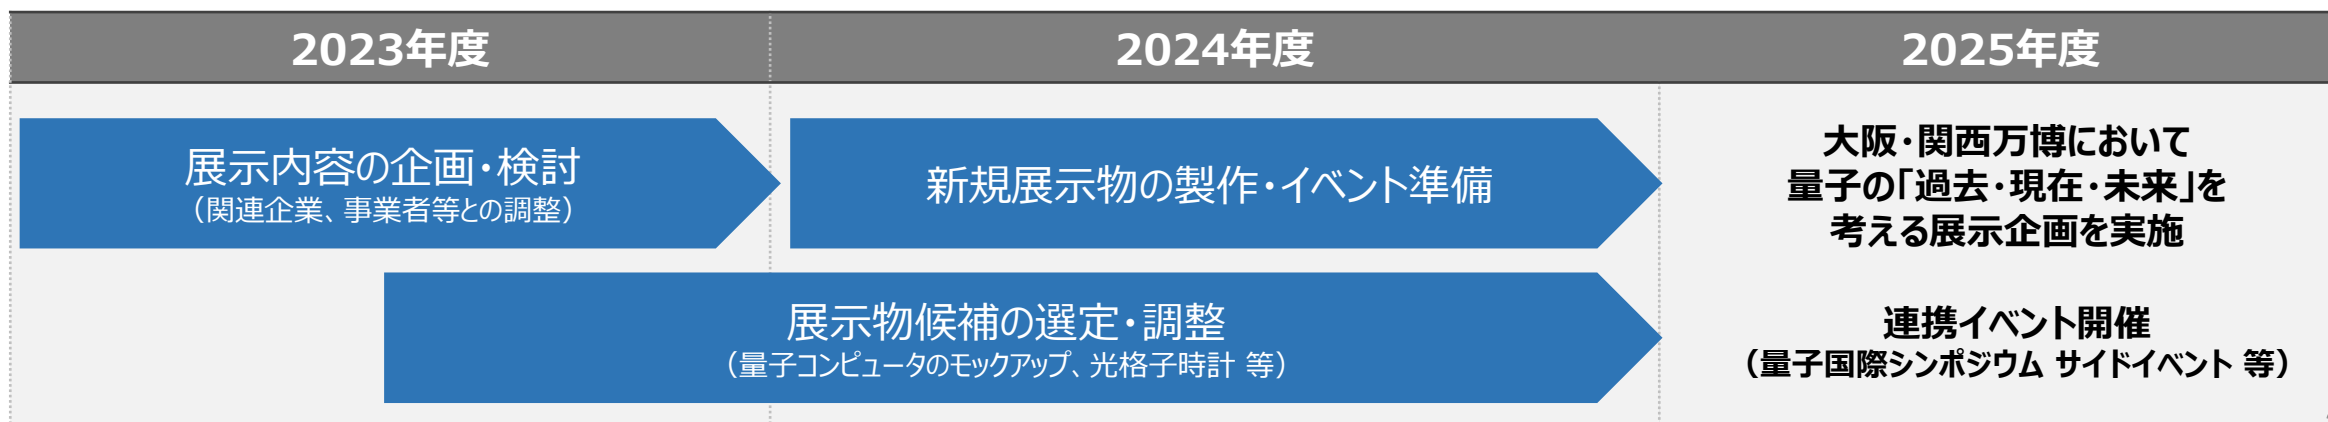 2023年度
2024年度
2025年度
展示内容の企画・検討
（関連企業、事業者等との調整）
新規展示物の製作・イベント準備
大阪・関西万博において
量子の「過去・現在・未来」を
考える展示企画を実施
展示物候補の選定・調整
（量子コンピュータのモックアップ、光格子時計 等）
連携イベント開催
（量子国際シンポジウム サイドイベント 等）